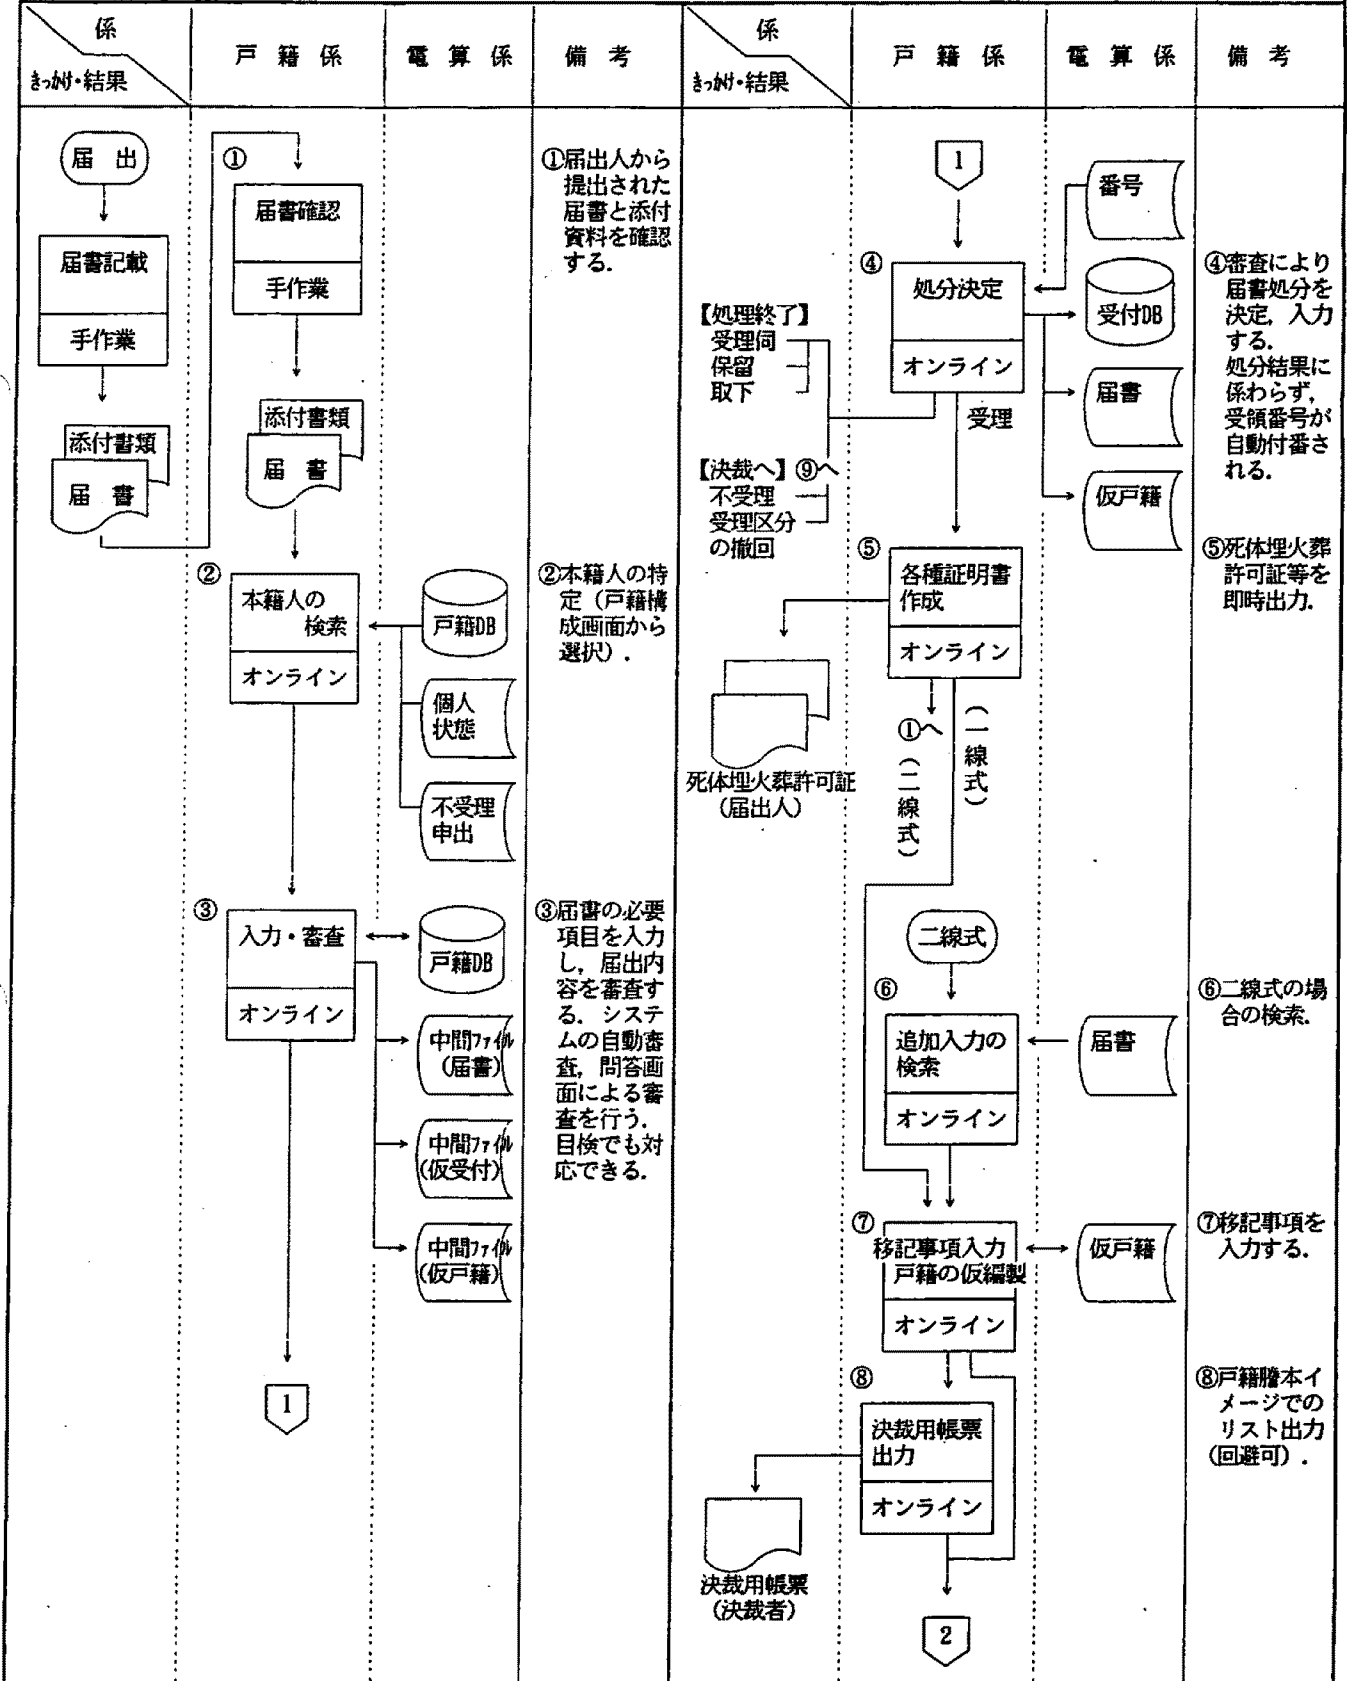 係
きっかけ・結果
戸籍係
電算係
備考
届出
届書記載
手作業
添付書類
届書
①
届書確認
手作業
添付書類
届書
①届出人から
提出された
届書と添付
資料を確認
する.
②
本籍人の
検索
オンライン
戸籍DB
個人
状態
不受理
申出
②本籍人の特
定（戸籍構
成画面から
選択）.
③
入力・審査
オンライン
戸籍DB
中間ファイル
(届書)
中間ファイル
(仮受付)
中間ファイル
(仮戸籍)
③届書の必要
項目を入力
し, 届出内
容を審査す
る. システ
ムの自動審
査, 問答画
面による審
査を行う.
目検でも対
応できる.
1
係
きっかけ・結果
戸籍係
電算係
備考
1
番号
④
処分決定
オンライン
受付DB
届書
仮戸籍
④審査により
届書処分を
決定, 入力
する.
処分結果に
係わらず,
受領番号が
自動付番さ
れる.
【処理終了】
受理伺
保留
取下
受理
【決裁へ】⑨へ
不受理
受理区分
の撤回
⑤
各種証明書
作成
オンライン
⑤死体埋火葬
許可証等を
即時出力.
死体埋火葬許可証
（届出人）
①へ（二線式）
（一線式）
二線式
⑥
追加入力の
検索
オンライン
届書
⑥二線式の場
合の検索.
⑦
移記事項入力
戸籍の仮編製
オンライン
仮戸籍
⑦移記事項を
入力する.
⑧
決裁用帳票
出力
オンライン
⑧戸籍謄本イ
メージでの
リスト出力
（回避可）.
決裁用帳票
（決裁者）
2